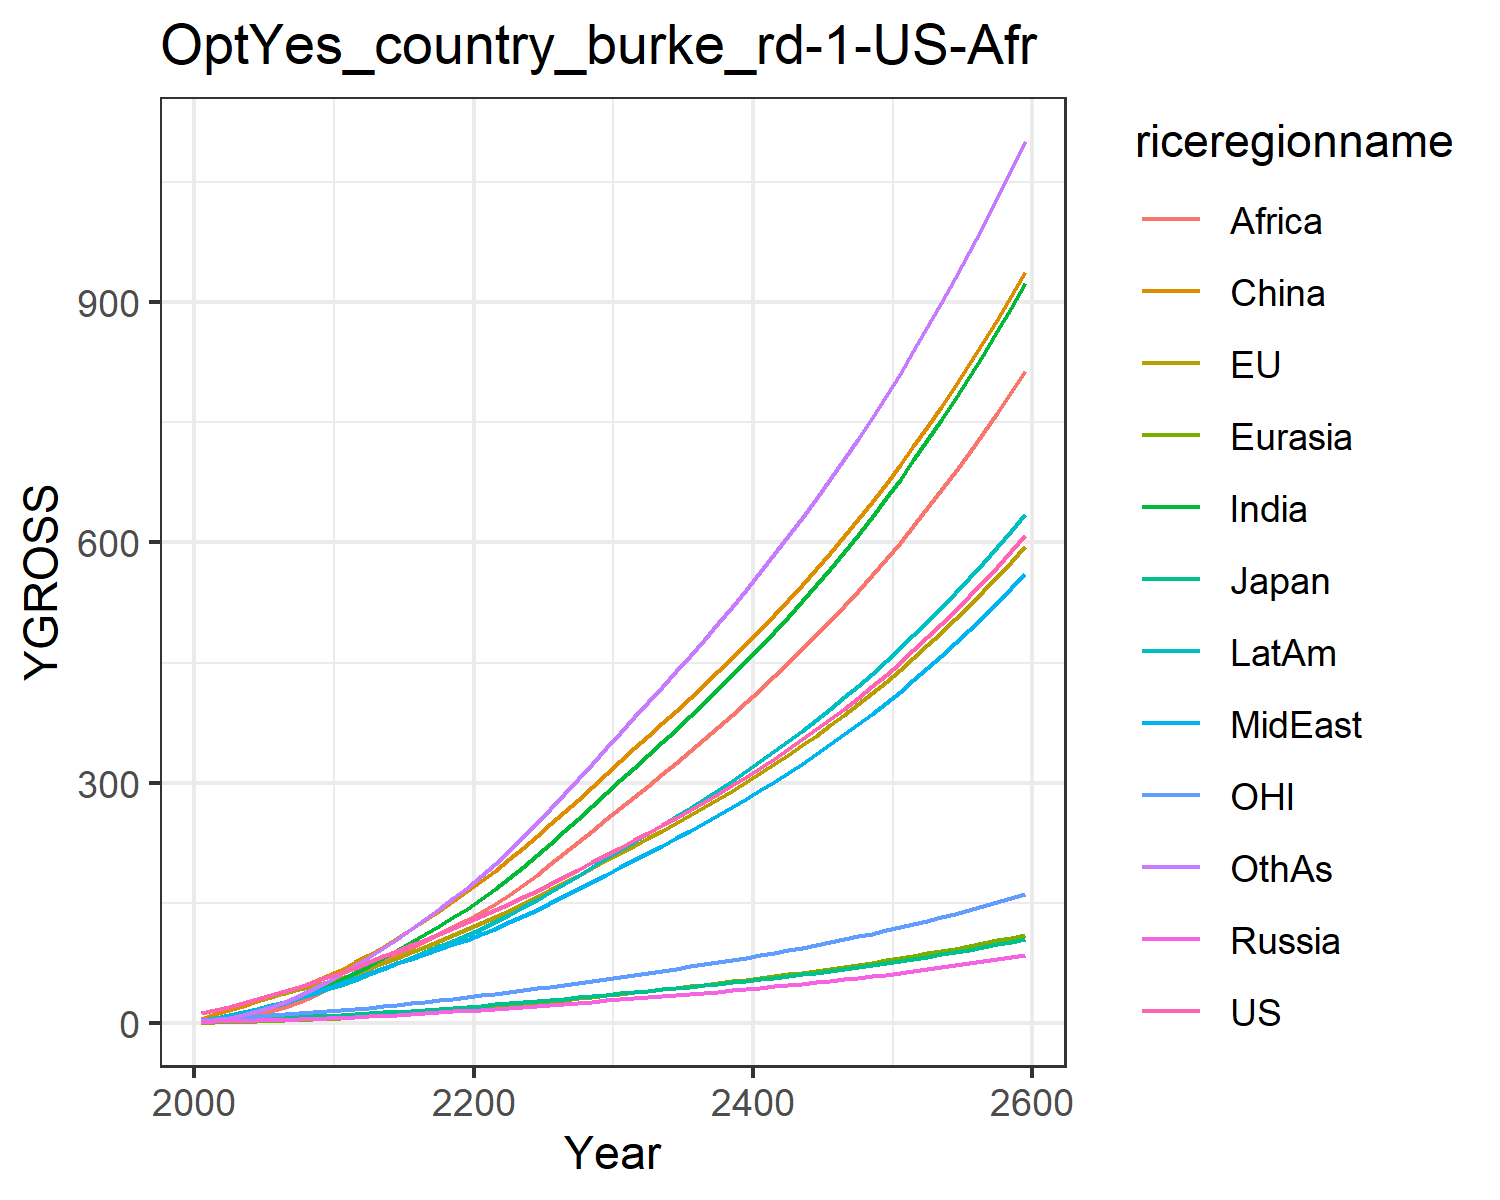 OptYes_country_burke_rd-1-US-Afr
YGROSS
900
600
300
0
2000
2200
2400
2600
Year
riceregionname
Africa
China
EU
Eurasia
India
Japan
LatAm
MidEast
OHI
OthAs
Russia
US